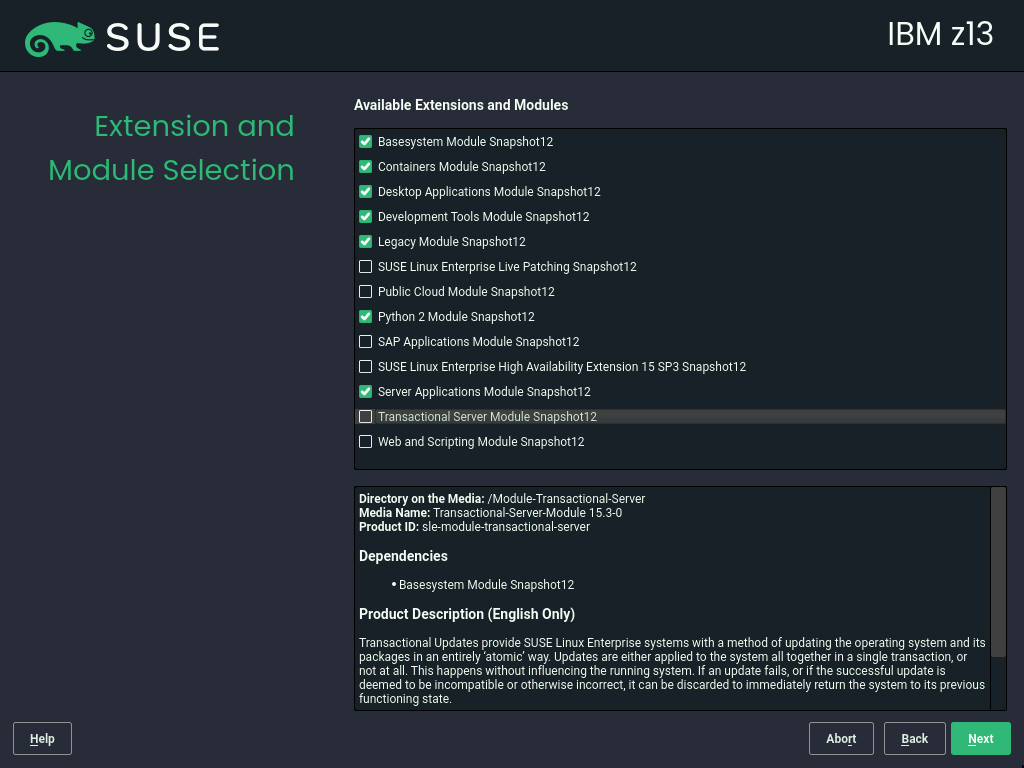 SUSE
IBM z13
Extension and
Module Selection
Available Extensions and Modules
Basesystem Module Snapshot12
Containers Module Snapshot12
Desktop Applications Module Snapshot12
Development Tools Module Snapshot12
Legacy Module Snapshot12
SUSE Linux Enterprise Live Patching Snapshot12
Public Cloud Module Snapshot12
Python 2 Module Snapshot12
SAP Applications Module Snapshot12
SUSE Linux Enterprise High Availability Extension 15 SP3 Snapshot12
Server Applications Module Snapshot12
Transactional Server Module Snapshot12
Web and Scripting Module Snapshot12
Directory on the Media: /Module-Transactional-Server
Media Name: Transactional-Server-Module 15.3-0
Product ID: sle-module-transactional-server
Dependencies
• Basesystem Module Snapshot12
Product Description (English Only)
Transactional Updates provide SUSE Linux Enterprise systems with a method of updating the operating system and its
packages in an entirely ‘atomic’ way. Updates are either applied to the system all together in a single transaction, or
not at all. This happens without influencing the running system. If an update fails, or if the successful update is
deemed to be incompatible or otherwise incorrect, it can be discarded to immediately return the system to its previous
functioning state.
Help
Abort
Back
Next